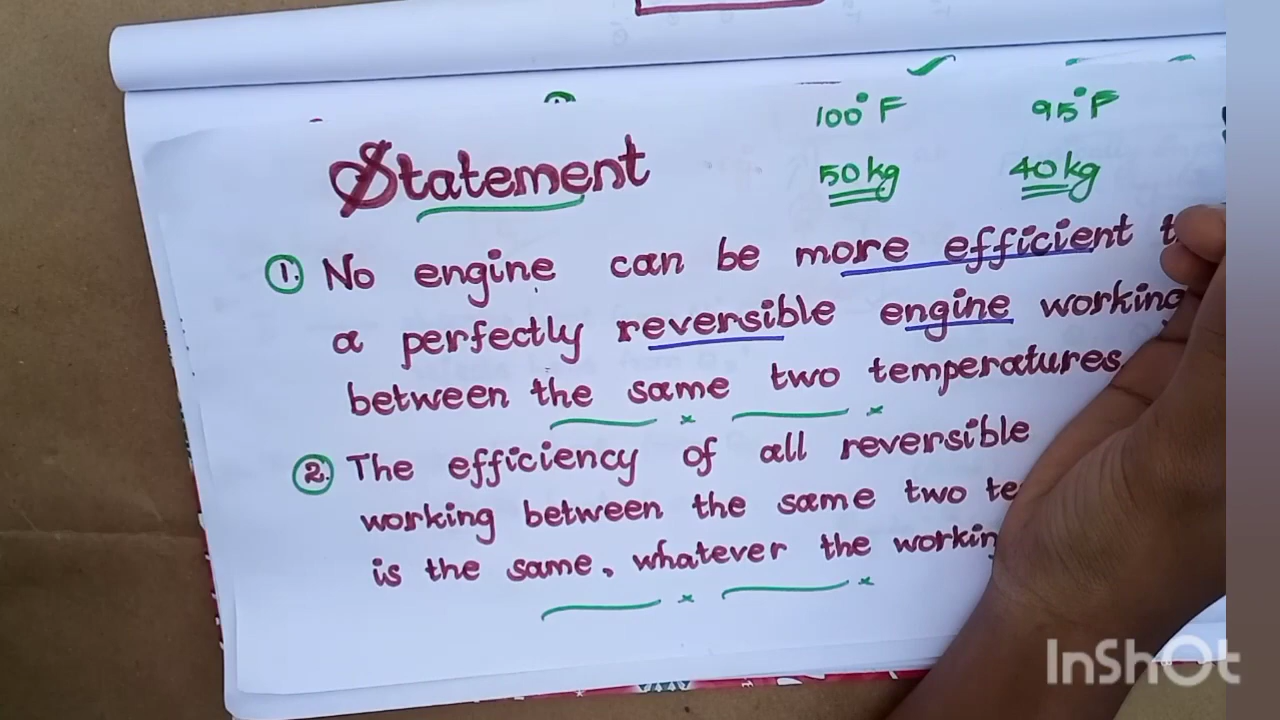 100°F 95°F
Statement 50kg 40kg
1. No engine can be more efficient
a perfectly reversible engine working
between the same two temperatures.
2. The efficiency of all reversible
working between the same two
is the same, whatever the
InShOt